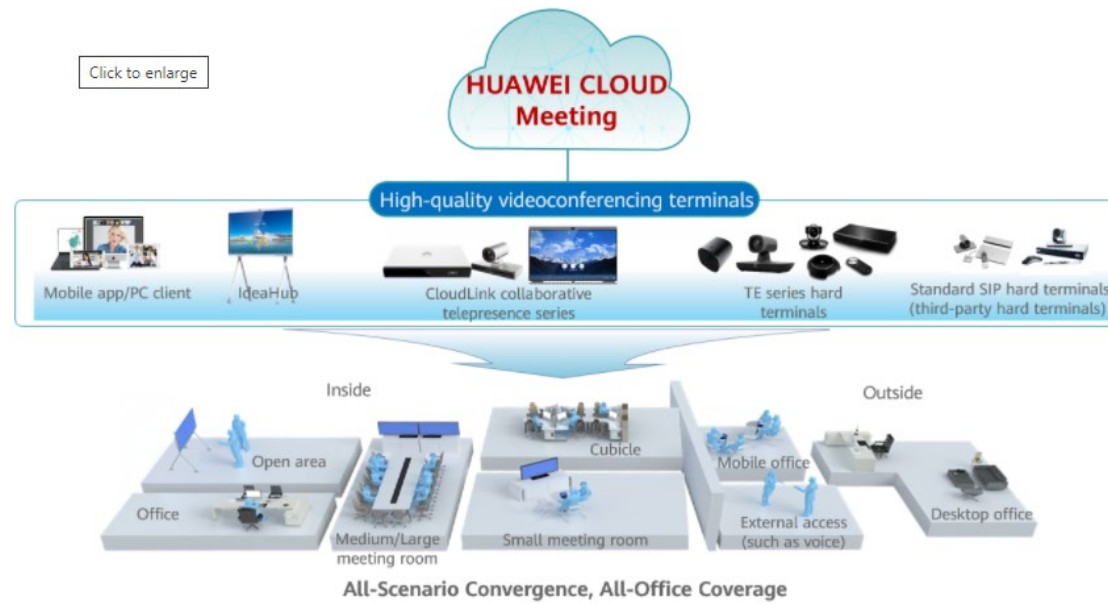 Click to enlarge
HUAWEI CLOUD
Meeting
High-quality videoconferencing terminals
Mobile app/PC client
IdeaHub
CloudLink collaborative
telepresence series
TE series hard
terminals
Standard SIP hard terminals
(third-party hard terminals)
Inside
Outside
Open area
Office
Medium/Large
meeting room
Cubicle
Small meeting room
Mobile office
External access
(such as voice)
Desktop office
All-Scenario Convergence, All-Office Coverage